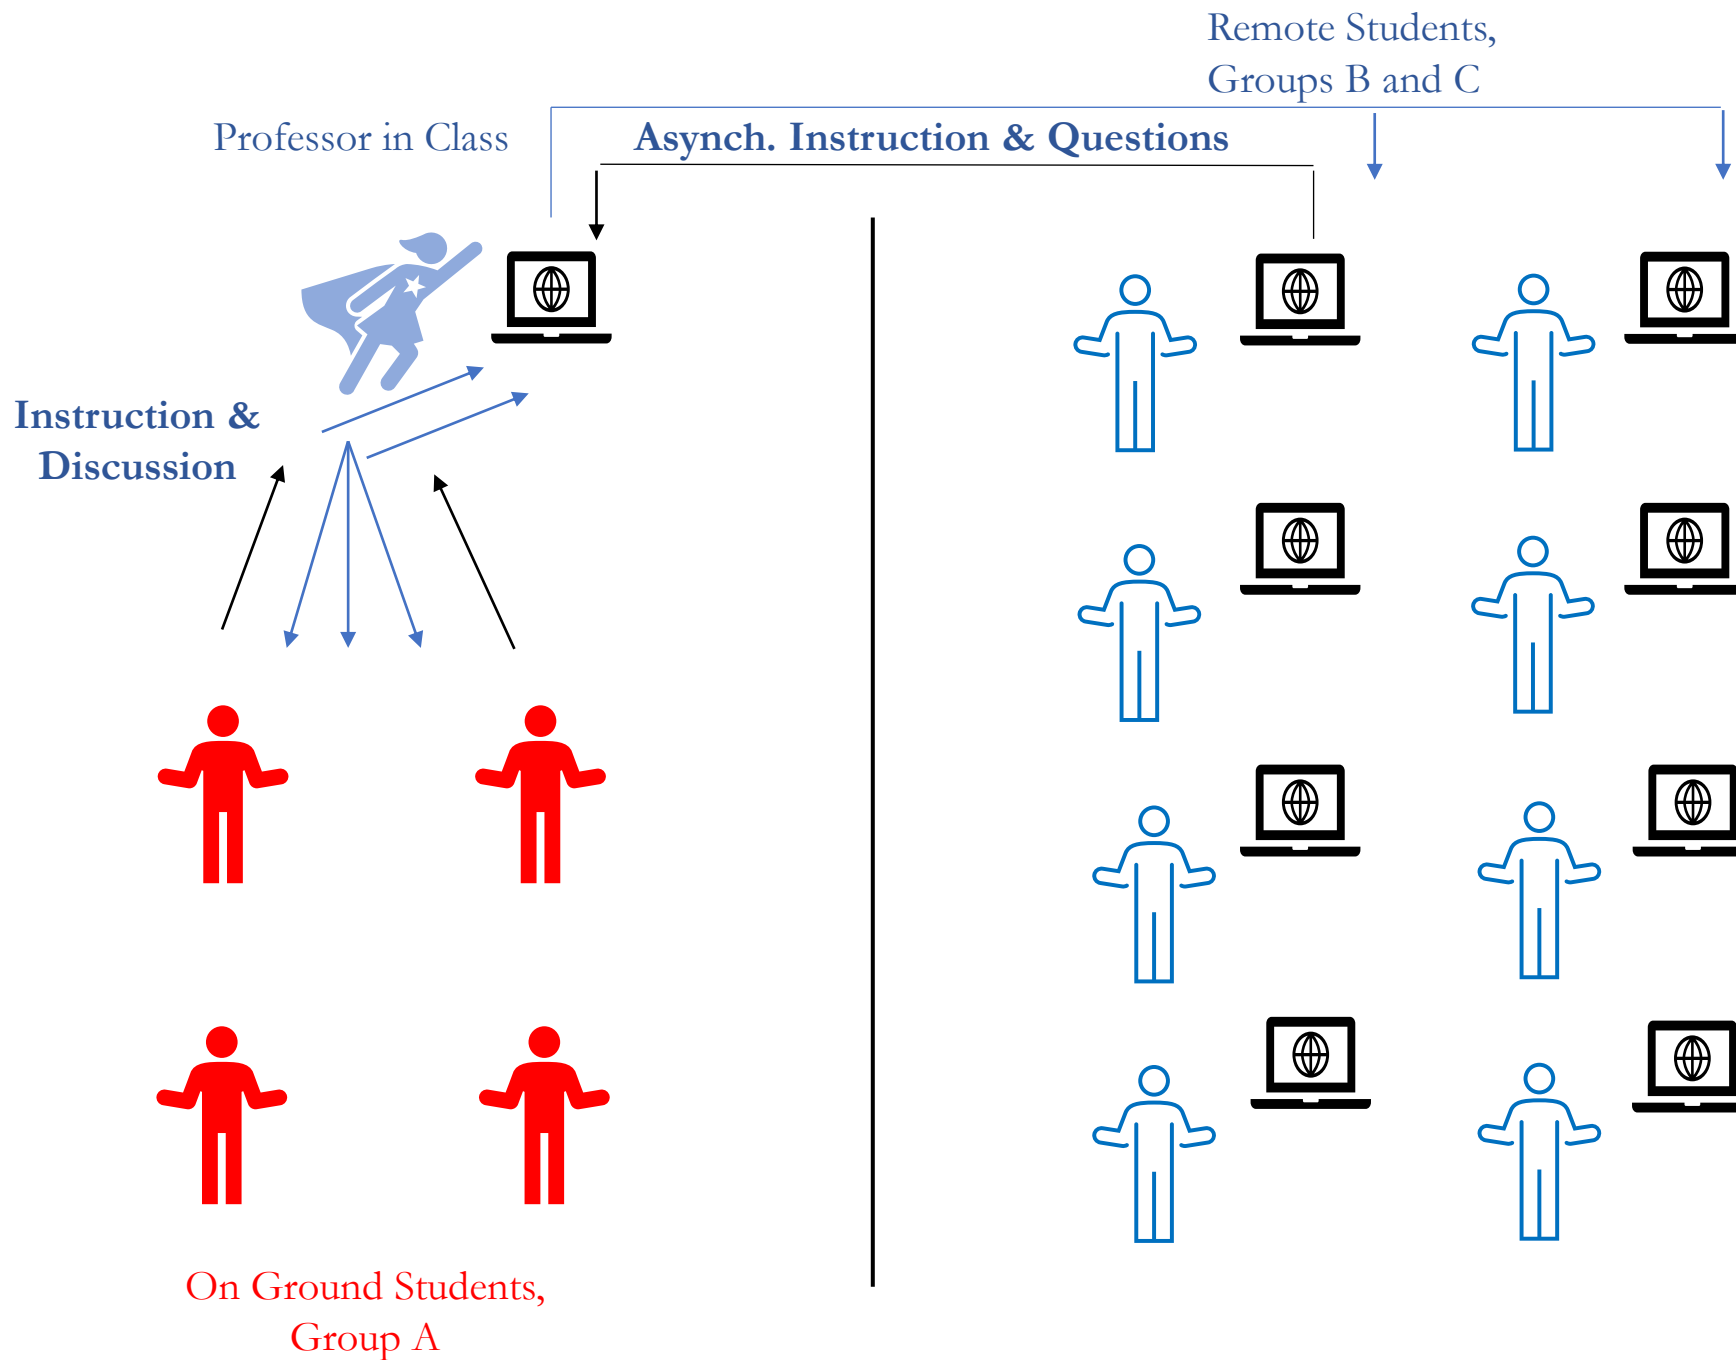 Remote Students,
Groups B and C
Professor in Class
Asynch. Instruction & Questions
Instruction &
Discussion
On Ground Students,
Group A